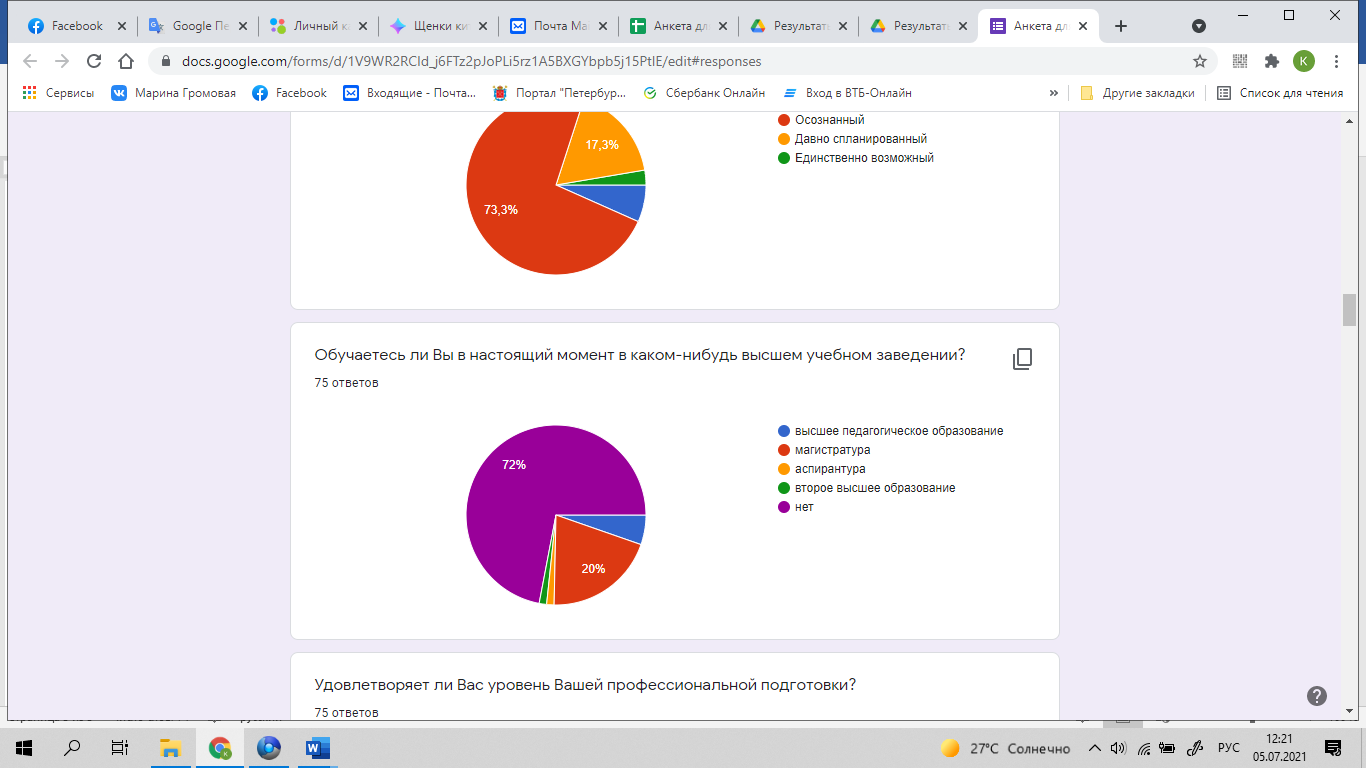 Facebook
Google Пе
Личный ка
Щенки ки
Почта Ma
Анкета дл
Результать
Результать
Анкета дл
docs.google.com/forms/d/1V9WR2RCId_j6FTz2pJoPLi5rz1A5BXGYbpb5j15PtIE/edit#responses
K
Сервисы
Марина Громовая
Facebook
Входящие - Почта...
Портал "Петербур...
Сбербанк Онлайн
Вход в ВТБ-Онлайн
»
Другие закладки
Список для чтения
Осознанный
Давно спланированный
Единственно возможный
17,3%
73,3%
Обучаетесь ли Вы в настоящий момент в каком-нибудь высшем учебном заведении?
75 ответов
высшее педагогическое образование
магистратура
аспирантура
второе высшее образование
нет
72%
20%
Удовлетворяет ли Вас уровень Вашей профессиональной подготовки?
75 ответов
27°C Солнечно
РУС
12:21
05.07.2021